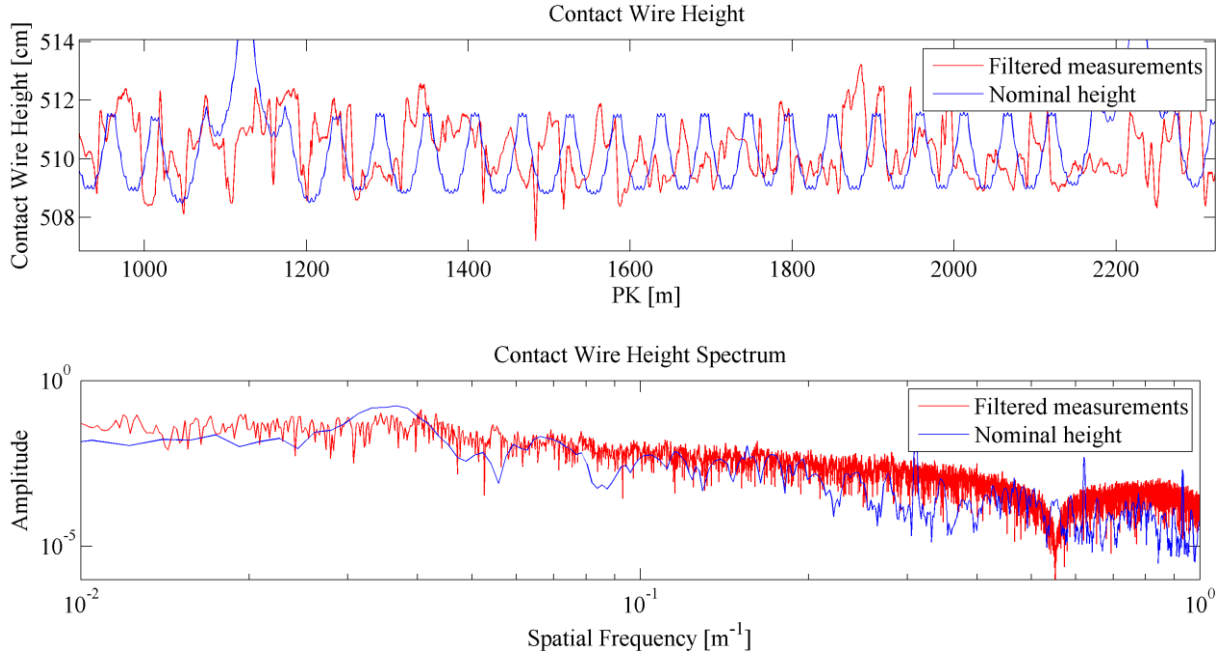 Contact Wire Height
Contact Wire Height [cm]
514
512
510
508
Filtered measurements
Nominal height
1000 1200 1400 1600 1800 2000 2200
PK [m]
Contact Wire Height Spectrum
Amplitude
10^0
10^-5
Filtered measurements
Nominal height
10^-2 10^-1 10^0
Spatial Frequency [m^-1]